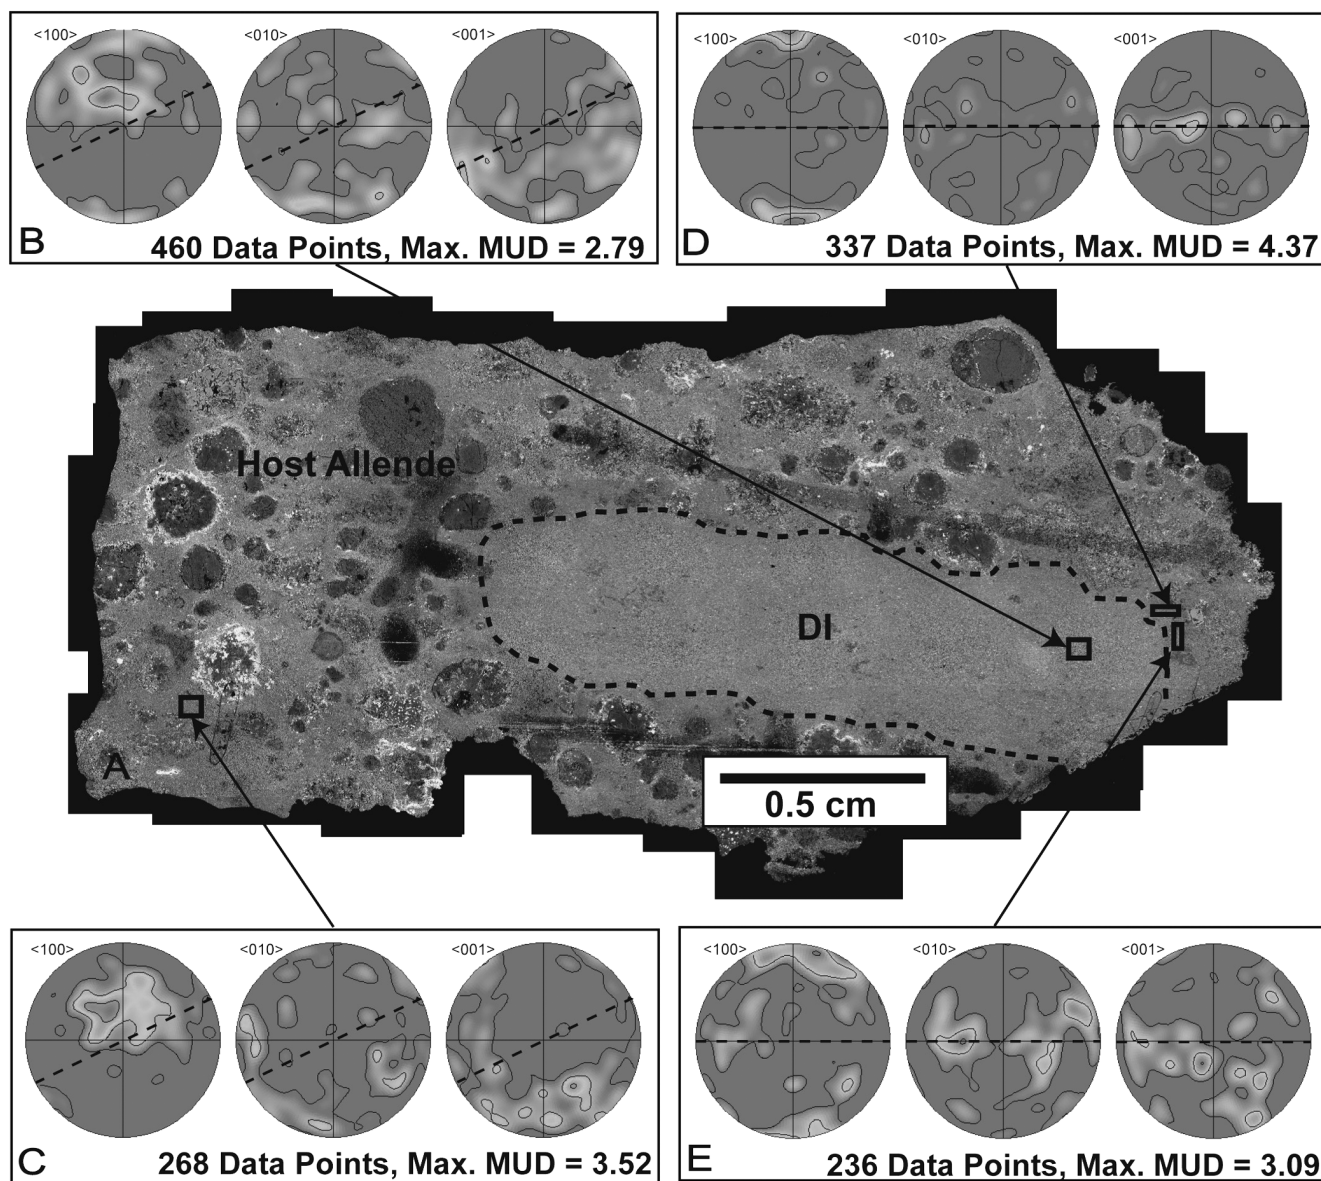 <100> <010> <001>
B 460 Data Points, Max. MUD = 2.79
<100> <010> <001>
D 337 Data Points, Max. MUD = 4.37
Host Allende
DI
A
0.5 cm
<100> <010> <001>
C 268 Data Points, Max. MUD = 3.52
<100> <010> <001>
E 236 Data Points, Max. MUD = 3.09